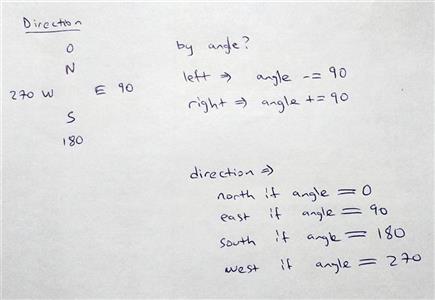 Direction
0
N
270 W E 90
S
180
by angle?
left => angle -= 90
right => angle += 90
direction =>
north if angle == 0
east if angle == 90
south if angle == 180
west if angle == 270